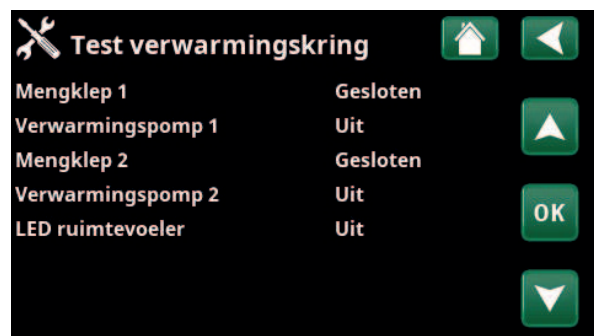 Test verwarmingskring
Mengklep 1 Gesloten
Verwarmingspomp 1 Uit
Mengklep 2 Gesloten
Verwarmingspomp 2 Uit
LED ruimtevoeler Uit
OK